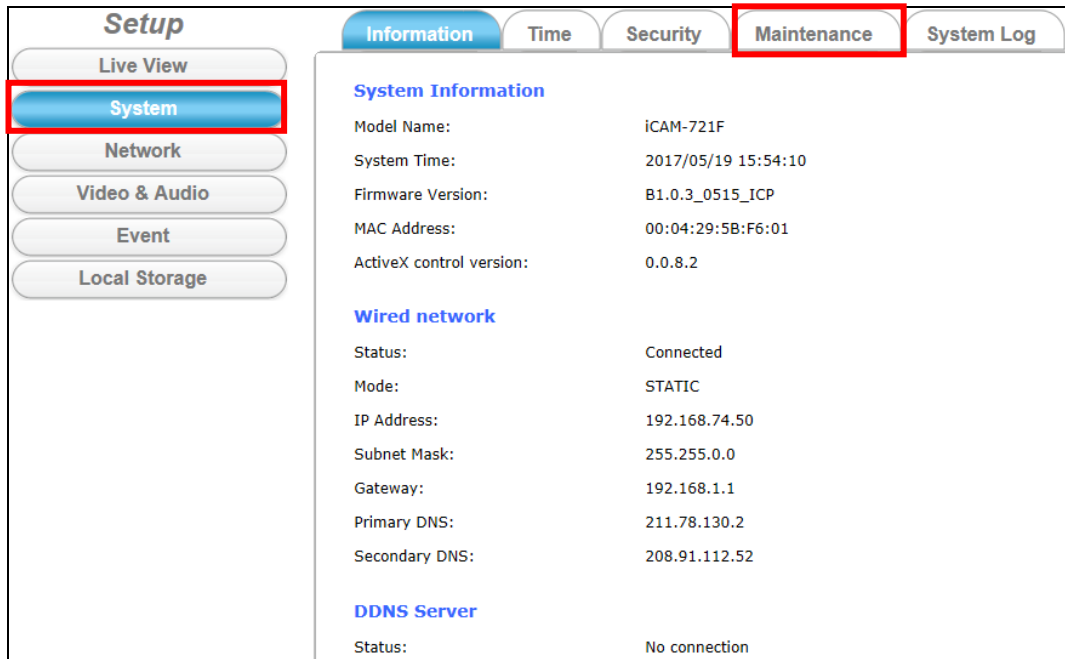 Setup
Live View
System
Network
Video & Audio
Event
Local Storage
Information Time Security Maintenance System Log
System Information
Model Name: iCAM-721F
System Time: 2017/05/19 15:54:10
Firmware Version: B1.0.3_0515_ICP
MAC Address: 00:04:29:5B:F6:01
ActiveX control version: 0.0.8.2
Wired network
Status: Connected
Mode: STATIC
IP Address: 192.168.74.50
Subnet Mask: 255.255.0.0
Gateway: 192.168.1.1
Primary DNS: 211.78.130.2
Secondary DNS: 208.91.112.52
DDNS Server
Status: No connection